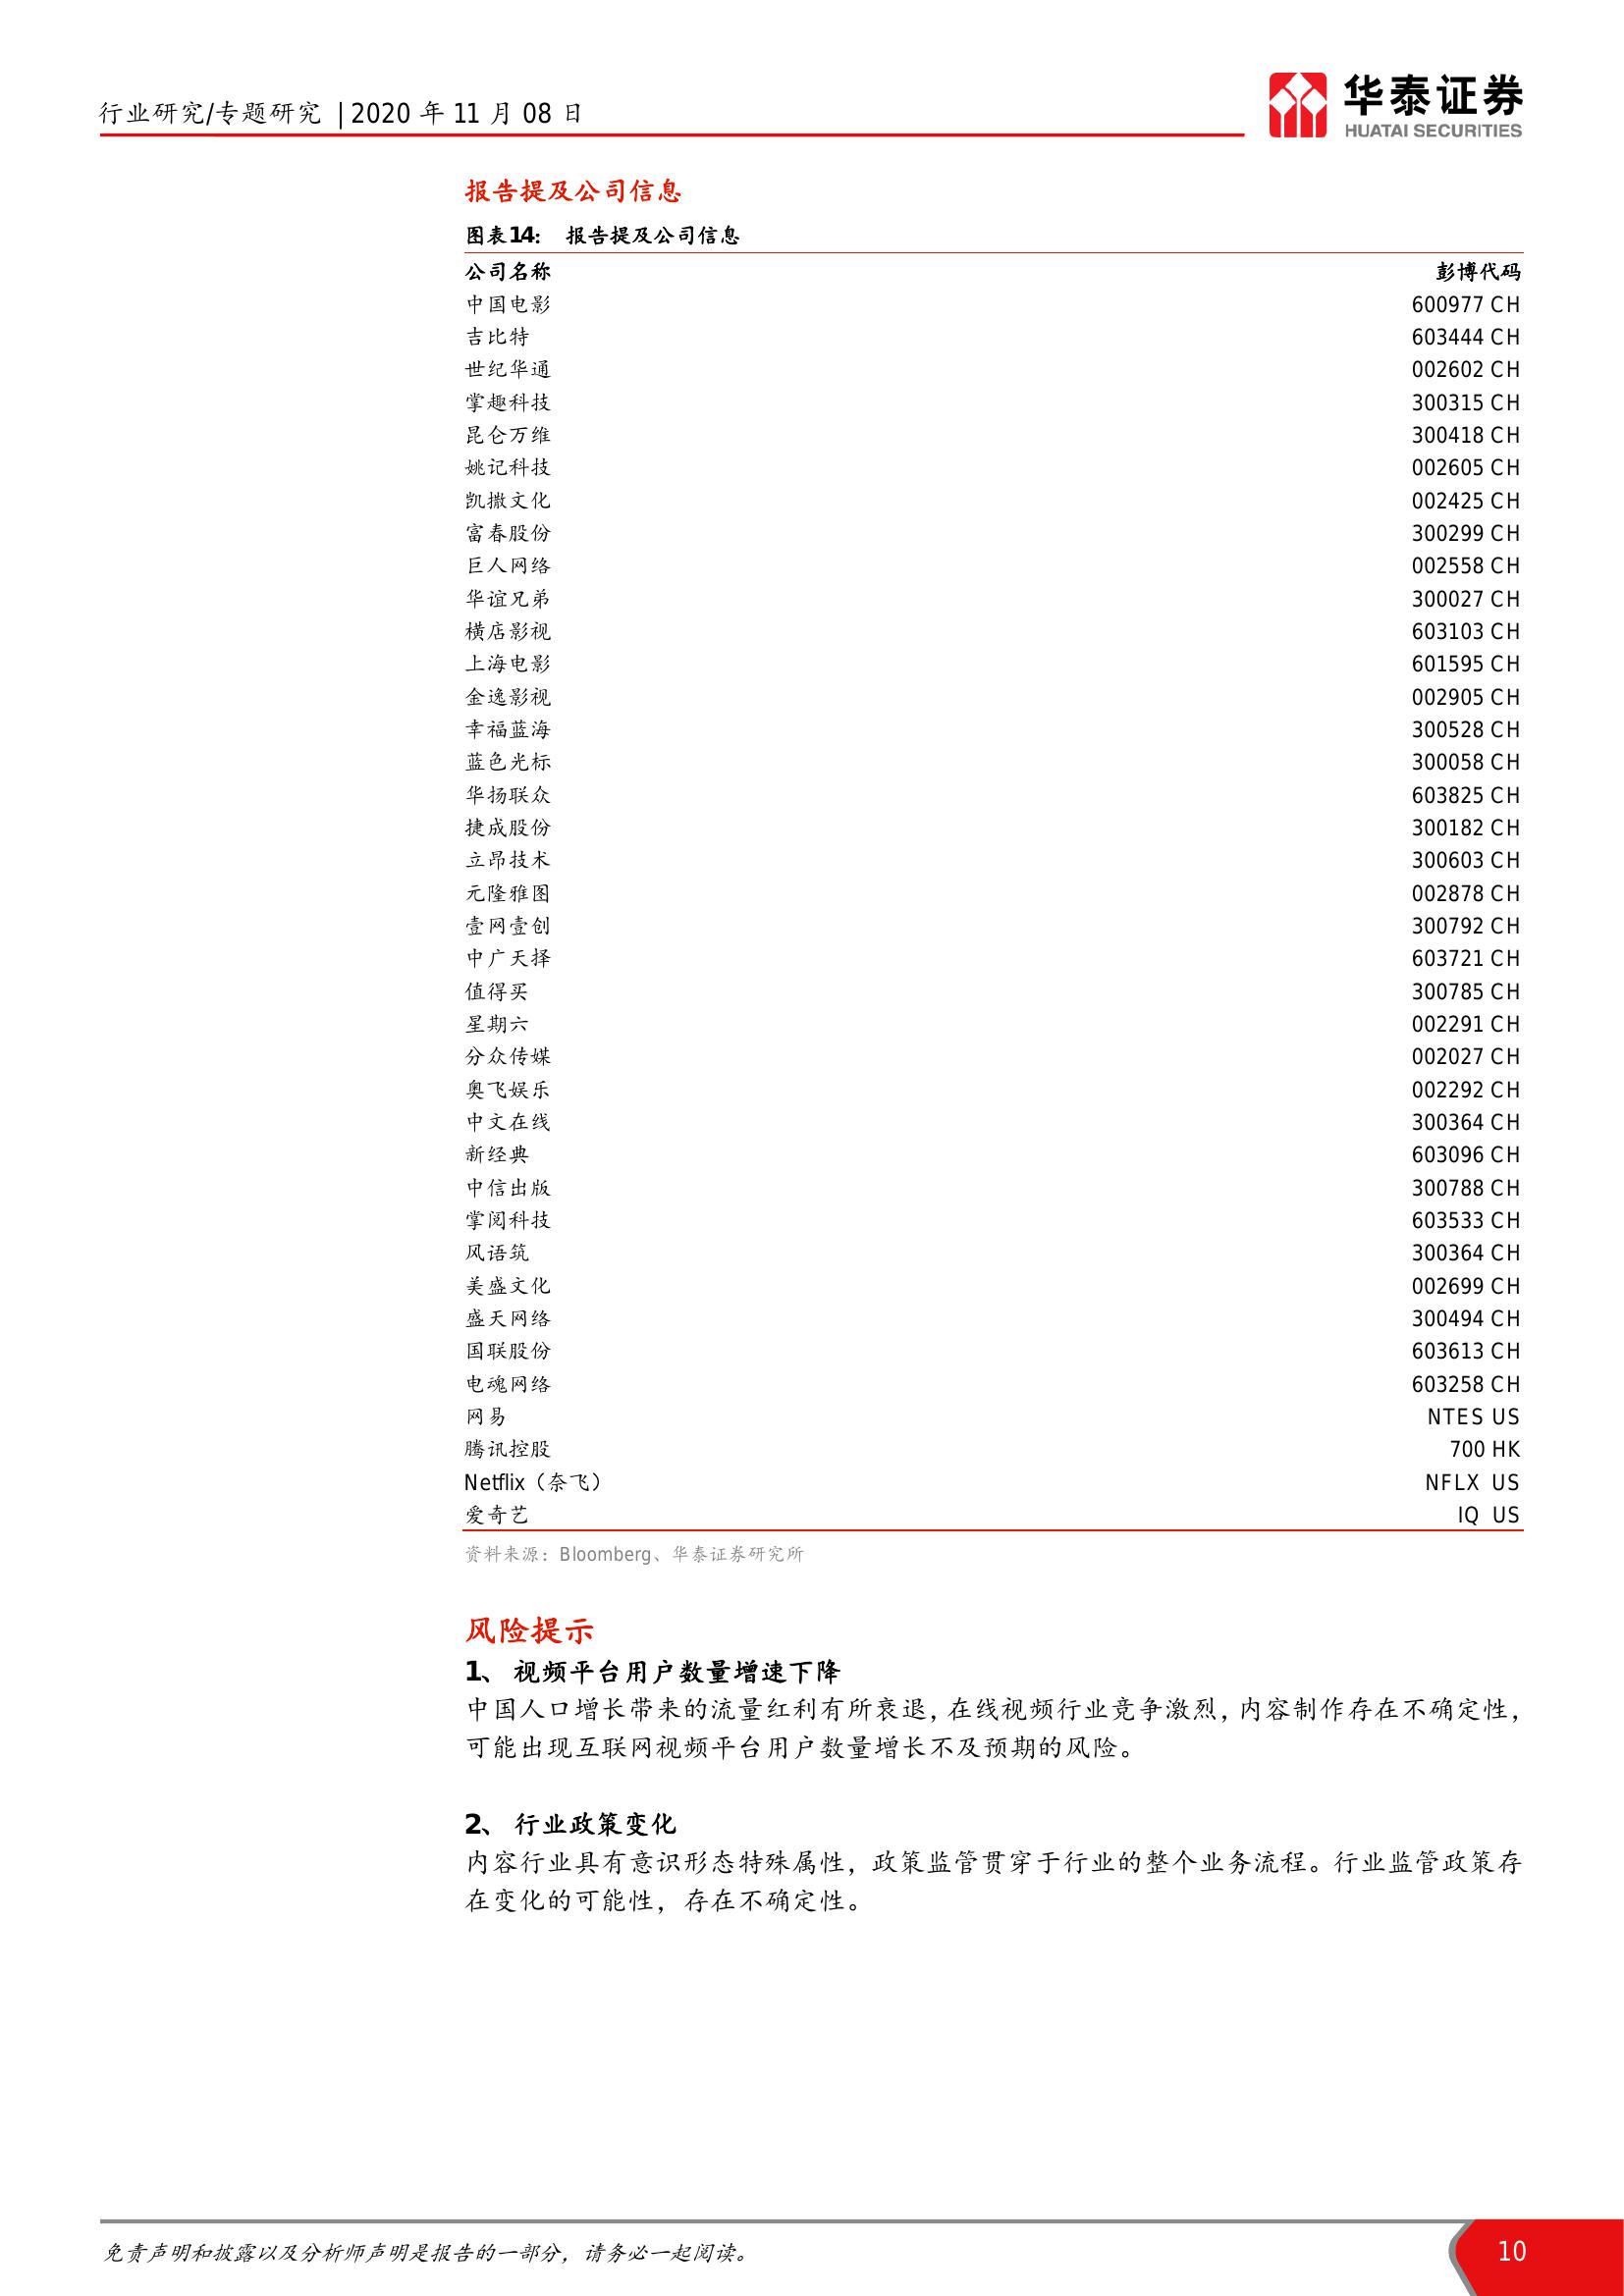 行业研究/专题研究 | 2020 年 11 月 08 日
华泰证券
HUATAI SECURITIES
报告提及公司信息
图表14： 报告提及公司信息
公司名称 彭博代码
中国电影 600977 CH
吉比特 603444 CH
世纪华通 002602 CH
掌趣科技 300315 CH
昆仑万维 300418 CH
姚记科技 002605 CH
凯撒文化 002425 CH
富春股份 300299 CH
巨人网络 002558 CH
华谊兄弟 300027 CH
横店影视 603103 CH
上海电影 601595 CH
金逸影视 002905 CH
幸福蓝海 300528 CH
蓝色光标 300058 CH
华扬联众 603825 CH
捷成股份 300182 CH
立昂技术 300603 CH
元隆雅图 002878 CH
壹网壹创 300792 CH
中广天择 603721 CH
值得买 300785 CH
星期六 002291 CH
分众传媒 002027 CH
奥飞娱乐 002292 CH
中文在线 300364 CH
新经典 603096 CH
中信出版 300788 CH
掌阅科技 603533 CH
风语筑 300364 CH
美盛文化 002699 CH
盛天网络 300494 CH
国联股份 603613 CH
电魂网络 603258 CH
网易 NTES US
腾讯控股 700 HK
Netflix（奈飞） NFLX US
爱奇艺 IQ US
资料来源：Bloomberg、华泰证券研究所
风险提示
1、 视频平台用户数量增速下降
中国人口增长带来的流量红利有所衰退，在线视频行业竞争激烈，内容制作存在不确定性，
可能出现互联网视频平台用户数量增长不及预期的风险。
2、 行业政策变化
内容行业具有意识形态特殊属性，政策监管贯穿于行业的整个业务流程。行业监管政策存
在变化的可能性，存在不确定性。
免责声明和披露以及分析师声明是报告的一部分，请务必一起阅读。
10